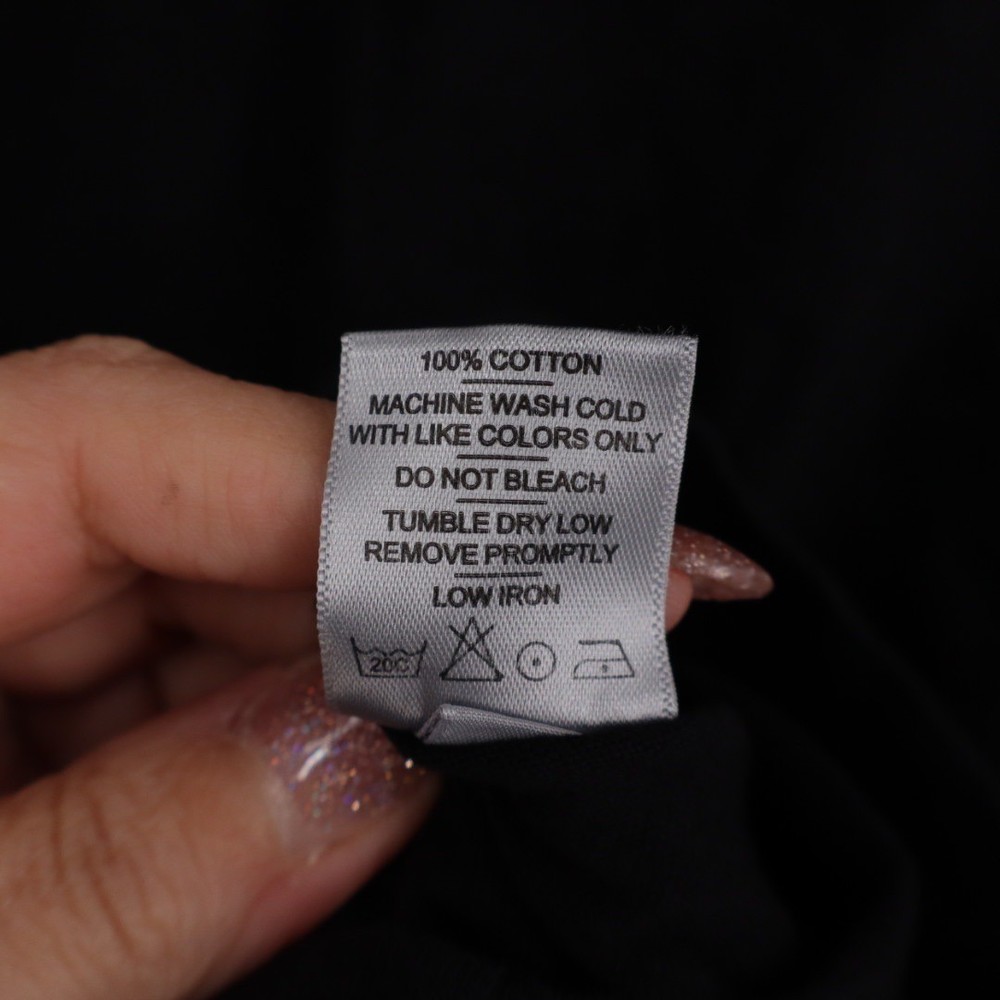 100% COTTON
MACHINE WASH COLD
WITH LIKE COLORS ONLY
DO NOT BLEACH
TUMBLE DRY LOW
REMOVE PROMPTLY
LOW IRON
20C